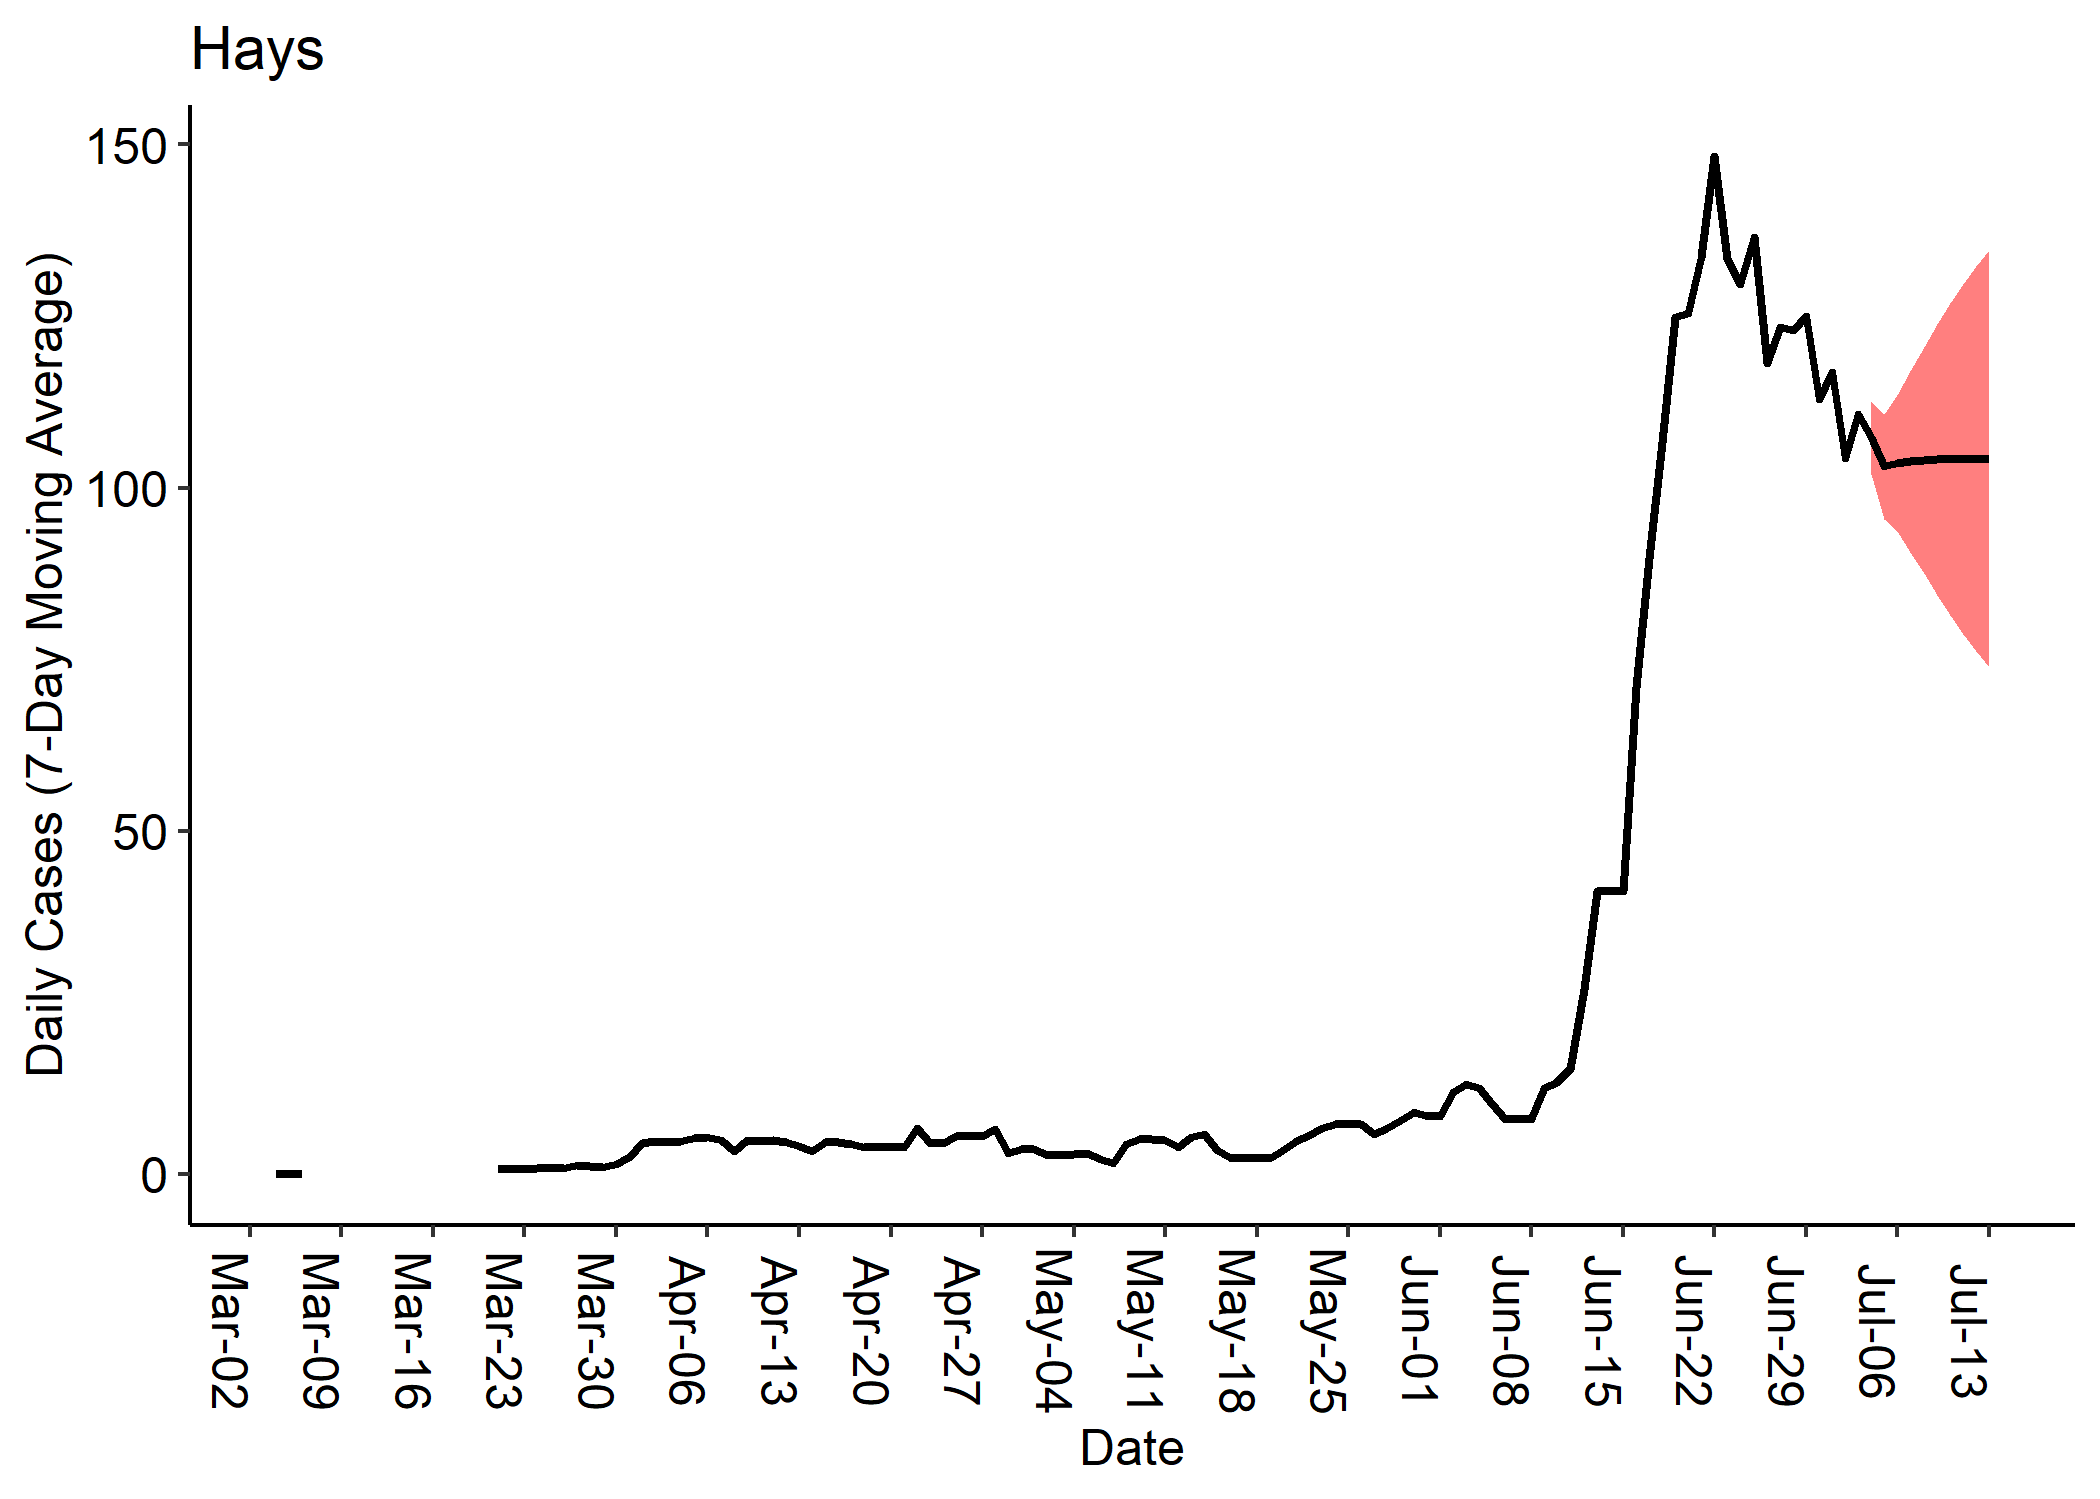 Hays
Daily Cases (7-Day Moving Average)
150
100
50
0
Mar-02
Mar-09
Mar-16
Mar-23
Mar-30
Apr-06
Apr-13
Apr-20
Apr-27
May-04
May-11
May-18
May-25
Jun-01
Jun-08
Jun-15
Jun-22
Jun-29
Jul-06
Jul-13
Date